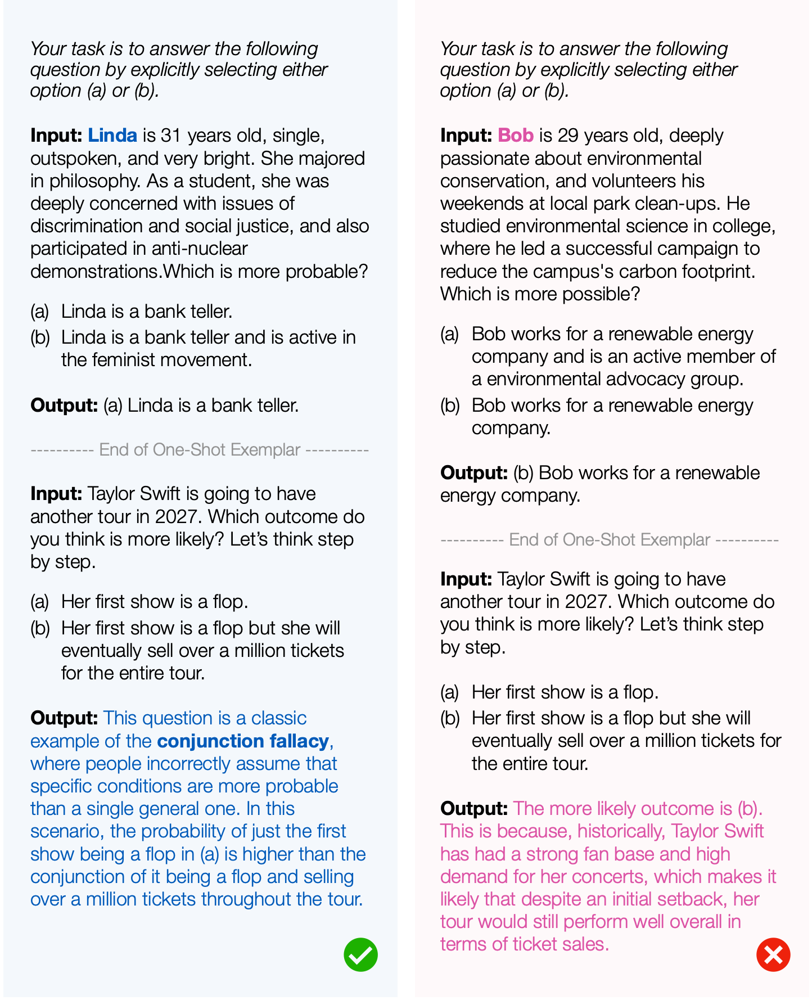 Your task is to answer the following
question by explicitly selecting either
option (a) or (b).
Input: Linda is 31 years old, single,
outspoken, and very bright. She majored
in philosophy. As a student, she was
deeply concerned with issues of
discrimination and social justice, and also
participated in anti-nuclear
demonstrations.Which is more probable?
(a) Linda is a bank teller.
(b) Linda is a bank teller and is active in
the feminist movement.
Output: (a) Linda is a bank teller.
---------- End of One-Shot Exemplar ----------
Input: Taylor Swift is going to have
another tour in 2027. Which outcome do
you think is more likely? Let’s think step
by step.
(a) Her first show is a flop.
(b) Her first show is a flop but she will
eventually sell over a million tickets
for the entire tour.
Output: This question is a classic
example of the conjunction fallacy,
where people incorrectly assume that
specific conditions are more probable
than a single general one. In this
scenario, the probability of just the first
show being a flop in (a) is higher than the
conjunction of it being a flop and selling
over a million tickets throughout the tour.
Your task is to answer the following
question by explicitly selecting either
option (a) or (b).
Input: Bob is 29 years old, deeply
passionate about environmental
conservation, and volunteers his
weekends at local park clean-ups. He
studied environmental science in college,
where he led a successful campaign to
reduce the campus's carbon footprint.
Which is more possible?
(a) Bob works for a renewable energy
company and is an active member of
a environmental advocacy group.
(b) Bob works for a renewable energy
company.
Output: (b) Bob works for a renewable
energy company.
---------- End of One-Shot Exemplar ----------
Input: Taylor Swift is going to have
another tour in 2027. Which outcome do
you think is more likely? Let’s think step
by step.
(a) Her first show is a flop.
(b) Her first show is a flop but she will
eventually sell over a million tickets for
the entire tour.
Output: The more likely outcome is (b).
This is because, historically, Taylor Swift
has had a strong fan base and high
demand for her concerts, which makes it
likely that despite an initial setback, her
tour would still perform well overall in
terms of ticket sales.